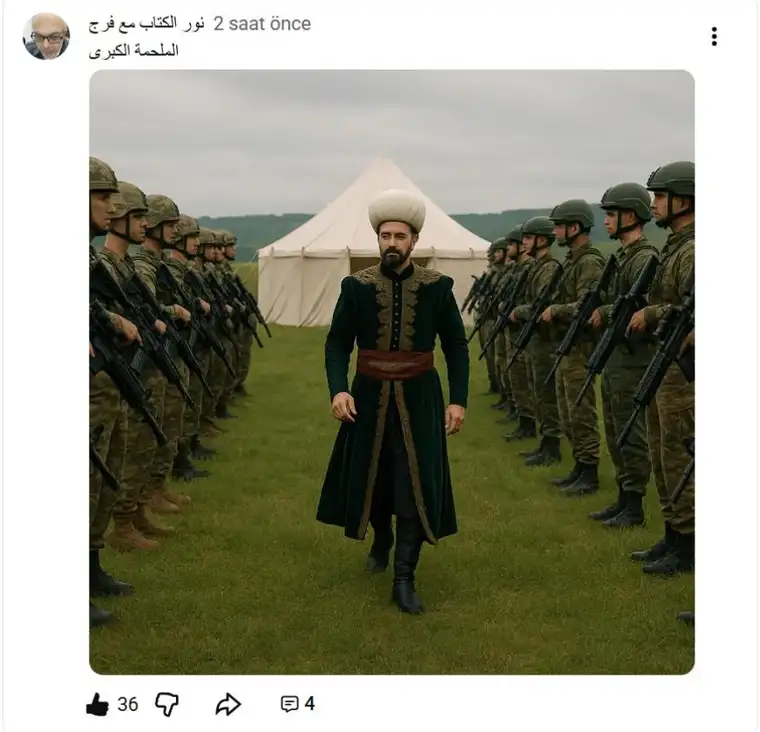 نور الكتاب مع فرج 2 saat önce
الملحمة الكبرى
36
4